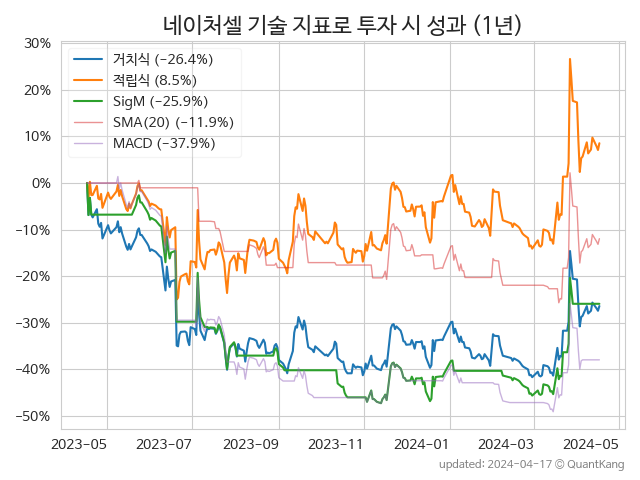 네이처셀 기술 지표로 투자 시 성과 (1년)
30%
20%
10%
0%
−10%
−20%
−30%
−40%
−50%
거치식 (−26.4%)
적립식 (8.5%)
SigM (−25.9%)
SMA(20) (−11.9%)
MACD (−37.9%)
2023-05 2023-07 2023-09 2023-11 2024-01 2024-03 2024-05
updated: 2024-04-17 © QuantKang